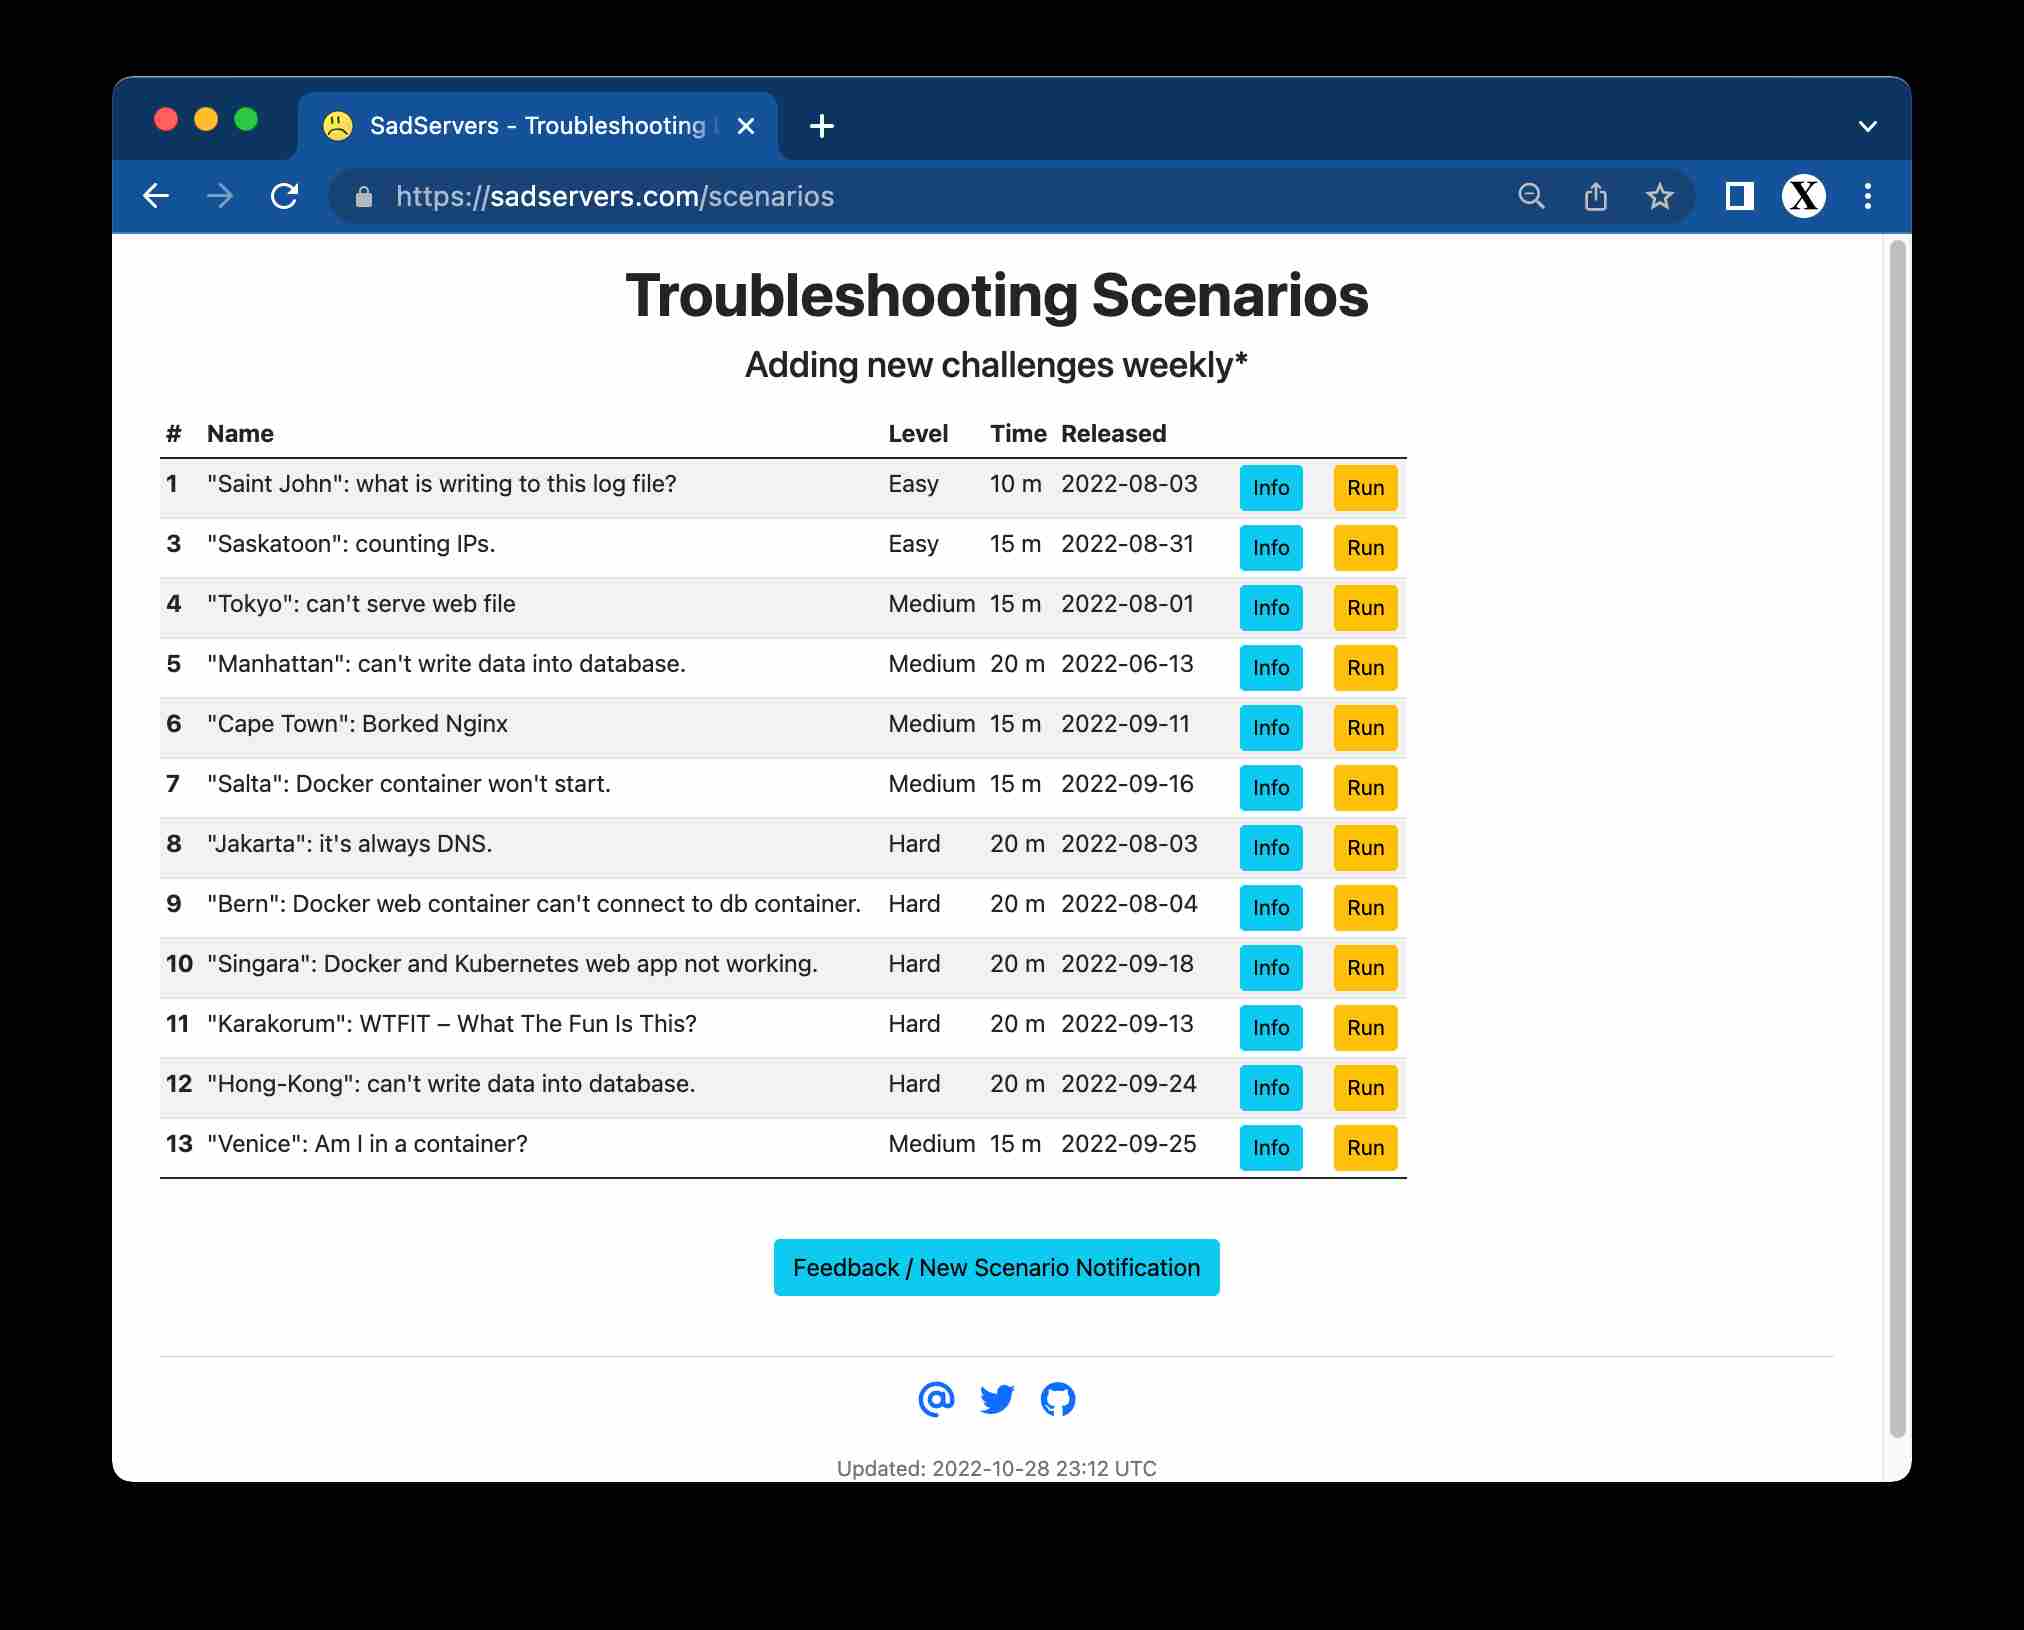 SadServers - Troubleshooting
https://sadservers.com/scenarios
Troubleshooting Scenarios
Adding new challenges weekly*
# Name Level Time Released
1 "Saint John": what is writing to this log file? Easy 10 m 2022-08-03 Info Run
3 "Saskatoon": counting IPs. Easy 15 m 2022-08-31 Info Run
4 "Tokyo": can't serve web file Medium 15 m 2022-08-01 Info Run
5 "Manhattan": can't write data into database. Medium 20 m 2022-06-13 Info Run
6 "Cape Town": Borked Nginx Medium 15 m 2022-09-11 Info Run
7 "Salta": Docker container won't start. Medium 15 m 2022-09-16 Info Run
8 "Jakarta": it's always DNS. Hard 20 m 2022-08-03 Info Run
9 "Bern": Docker web container can't connect to db container. Hard 20 m 2022-08-04 Info Run
10 "Singara": Docker and Kubernetes web app not working. Hard 20 m 2022-09-18 Info Run
11 "Karakorum": WTFIT – What The Fun Is This? Hard 20 m 2022-09-13 Info Run
12 "Hong-Kong": can't write data into database. Hard 20 m 2022-09-24 Info Run
13 "Venice": Am I in a container? Medium 15 m 2022-09-25 Info Run
Feedback / New Scenario Notification
Updated: 2022-10-28 23:12 UTC